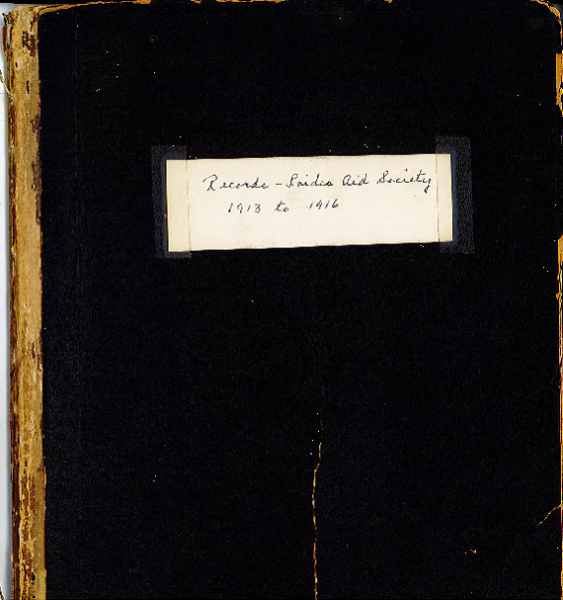 Records - Ladies Aid Society
1913 to 1916